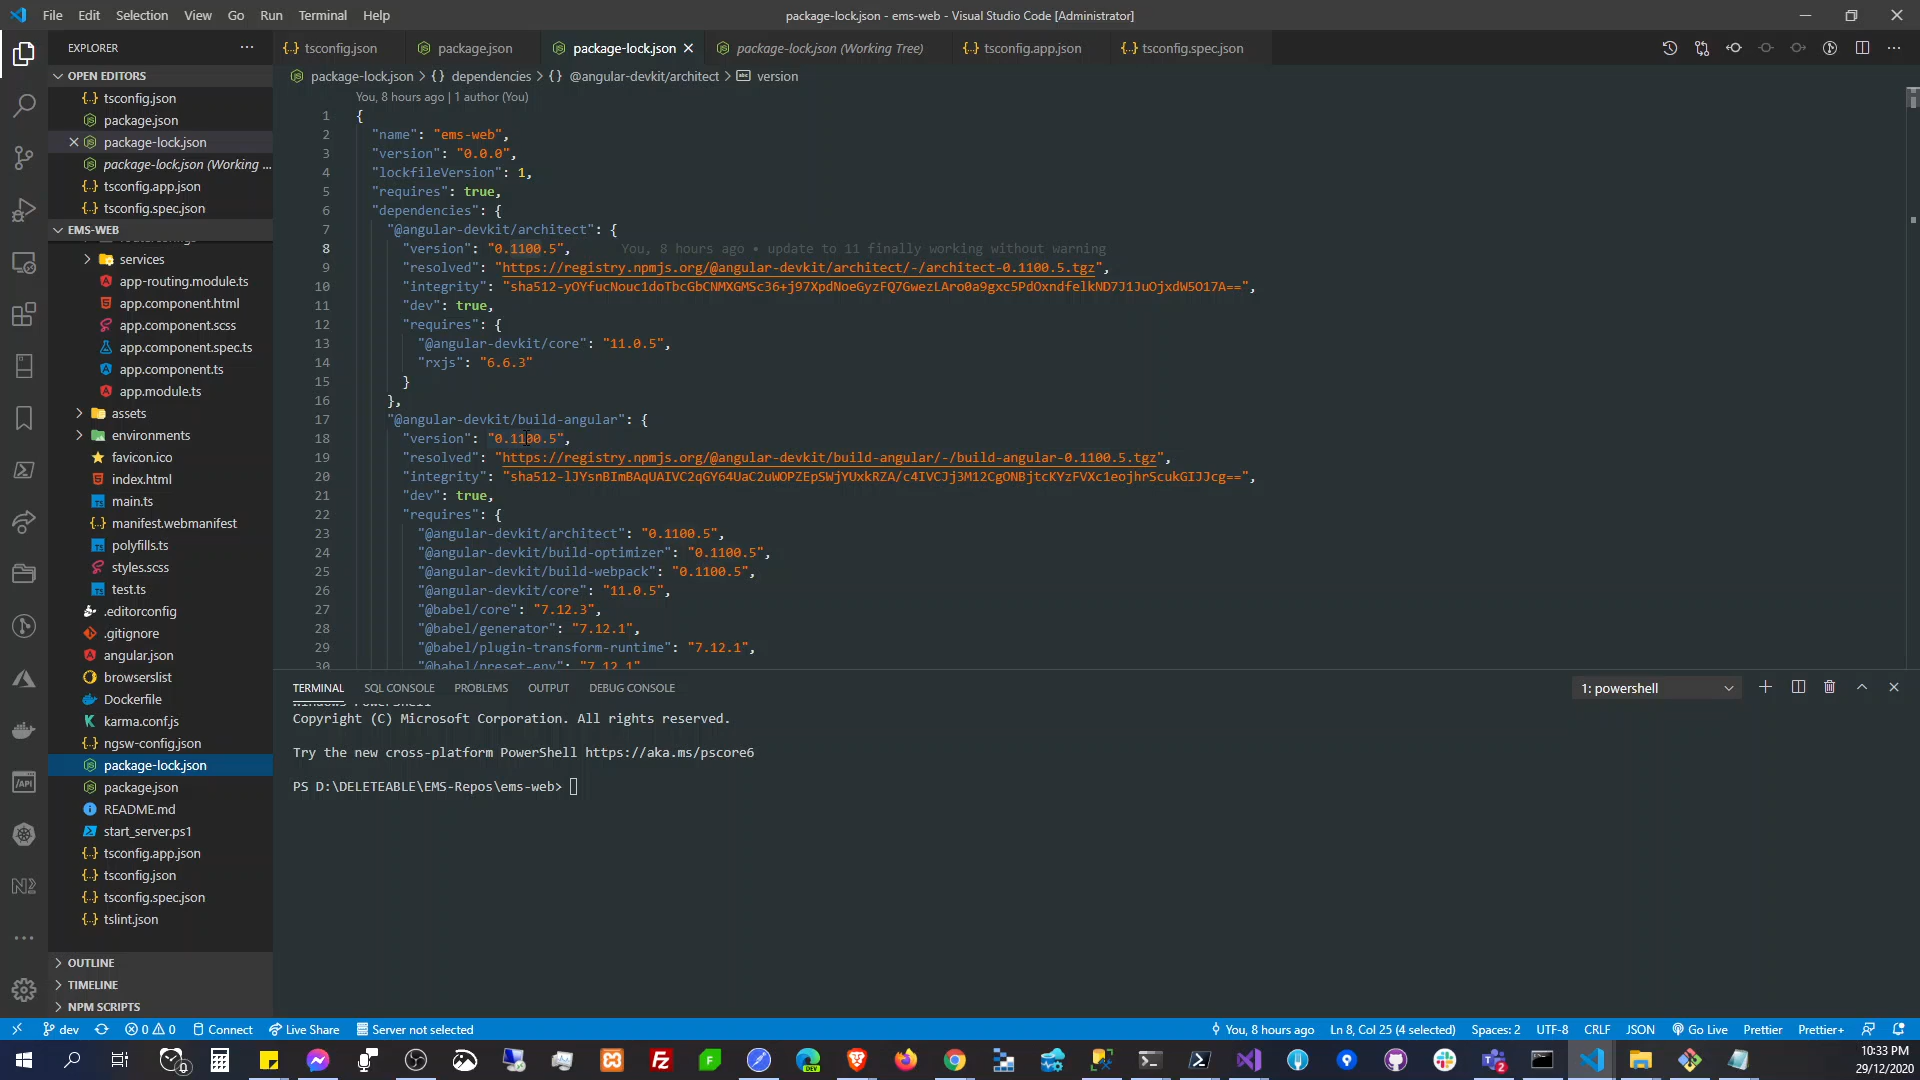 File Edit Selection View Go Run Terminal Help
package-lock.json - ems-web - Visual Studio Code [Administrator]
EXPLORER
tsconfig.json package.json package-lock.json package-lock.json (Working Tree) tsconfig.app.json tsconfig.spec.json
OPEN EDITORS
tsconfig.json
package.json
package-lock.json
package-lock.json (Working ...
tsconfig.app.json
tsconfig.spec.json
EMS-WEB
services
app-routing.module.ts
app.component.html
app.component.scss
app.component.spec.ts
app.component.ts
app.module.ts
assets
environments
favicon.ico
index.html
main.ts
manifest.webmanifest
polyfills.ts
styles.scss
test.ts
.editorconfig
.gitignore
angular.json
browserslist
Dockerfile
karma.conf.js
ngsw-config.json
package-lock.json
package.json
README.md
start_server.ps1
tsconfig.app.json
tsconfig.json
tsconfig.spec.json
tslint.json
OUTLINE
TIMELINE
NPM SCRIPTS
package-lock.json > {} dependencies > {} @angular-devkit/architect > version
You, 8 hours ago | 1 author (You)
1 {
2 "name": "ems-web",
3 "version": "0.0.0",
4 "lockfileVersion": 1,
5 "requires": true,
6 "dependencies": {
7 "@angular-devkit/architect": {
8 "version": "0.1100.5", You, 8 hours ago • update to 11 finally working without warning
9 "resolved": "https://registry.npmjs.org/@angular-devkit/architect/-/architect-0.1100.5.tgz",
10 "integrity": "sha512-yOYfucNouc1doTbcGbCNMXGMSc36+j97XpdNoeGyzFQ7GwezLAro0a9gxc5PdOxndfelkND7J1JuOjxdW5O17A==",
11 "dev": true,
12 "requires": {
13 "@angular-devkit/core": "11.0.5",
14 "rxjs": "6.6.3"
15 }
16 },
17 "@angular-devkit/build-angular": {
18 "version": "0.1100.5",
19 "resolved": "https://registry.npmjs.org/@angular-devkit/build-angular/-/build-angular-0.1100.5.tgz",
20 "integrity": "sha512-lJYsnBImBAqUAIVC2qGY64UaC2uWOPZEpSWjYUxkRZA/c4IVCJj3M12CgONBjtcKYzFVXc1eojhrScukGIJJcg==",
21 "dev": true,
22 "requires": {
23 "@angular-devkit/architect": "0.1100.5",
24 "@angular-devkit/build-optimizer": "0.1100.5",
25 "@angular-devkit/build-webpack": "0.1100.5",
26 "@angular-devkit/core": "11.0.5",
27 "@babel/core": "7.12.3",
28 "@babel/generator": "7.12.1",
29 "@babel/plugin-transform-runtime": "7.12.1",
30 "@babel/preset-env": "7.12.1"
TERMINAL SQL CONSOLE PROBLEMS OUTPUT DEBUG CONSOLE
1: powershell
Windows PowerShell
Copyright (C) Microsoft Corporation. All rights reserved.
Try the new cross-platform PowerShell https://aka.ms/pscore6
PS D:\DELETEABLE\EMS-Repos\ems-web>
dev 0 0 Connect Live Share Server not selected
You, 8 hours ago Ln 8, Col 25 (4 selected) Spaces: 2 UTF-8 CRLF JSON Go Live Prettier Prettier+
10:33 PM
29/12/2020